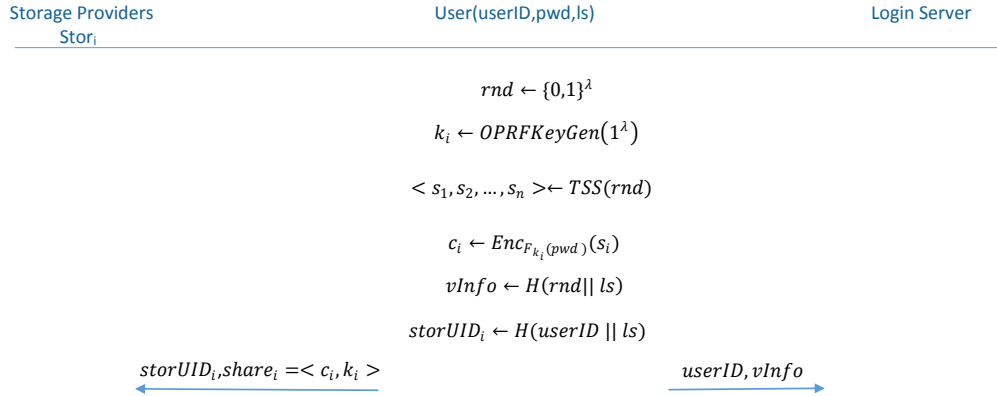 Storage Providers User(userID,pwd,ls) Login Server
Stor_i
rnd ← {0,1}^λ
k_i ← OPRFKeyGen(1^λ)
< s_1, s_2, … , s_n >← TSS(rnd)
c_i ← Enc_{F_{k_i}(pwd )}(s_i)
vInfo ← H(rnd|| ls)
storUID_i ← H(userID || ls)
storUID_i,share_i =< c_i, k_i > userID, vInfo